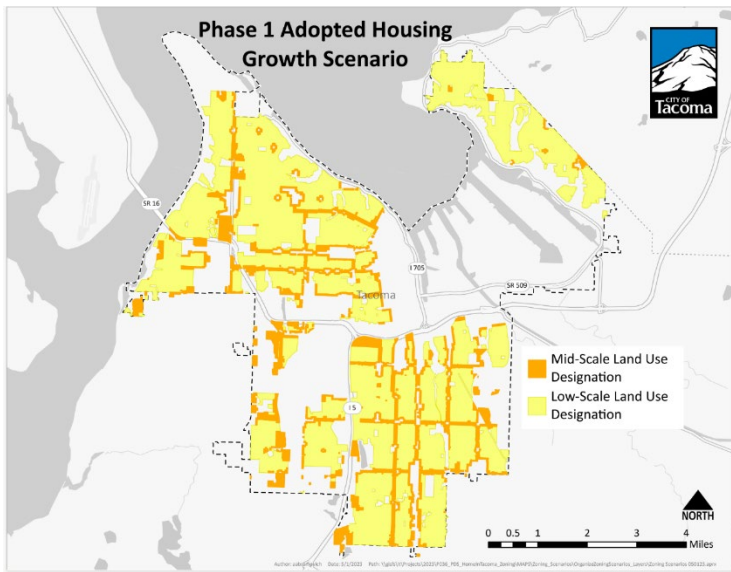 Phase 1 Adopted Housing
Growth Scenario
CITY OF
Tacoma
SR 16
I 705
SR 509
Tacoma
Mid-Scale Land Use
Designation
Low-Scale Land Use
Designation
I 5
NORTH
0 0.5 1 2 3 4
Miles